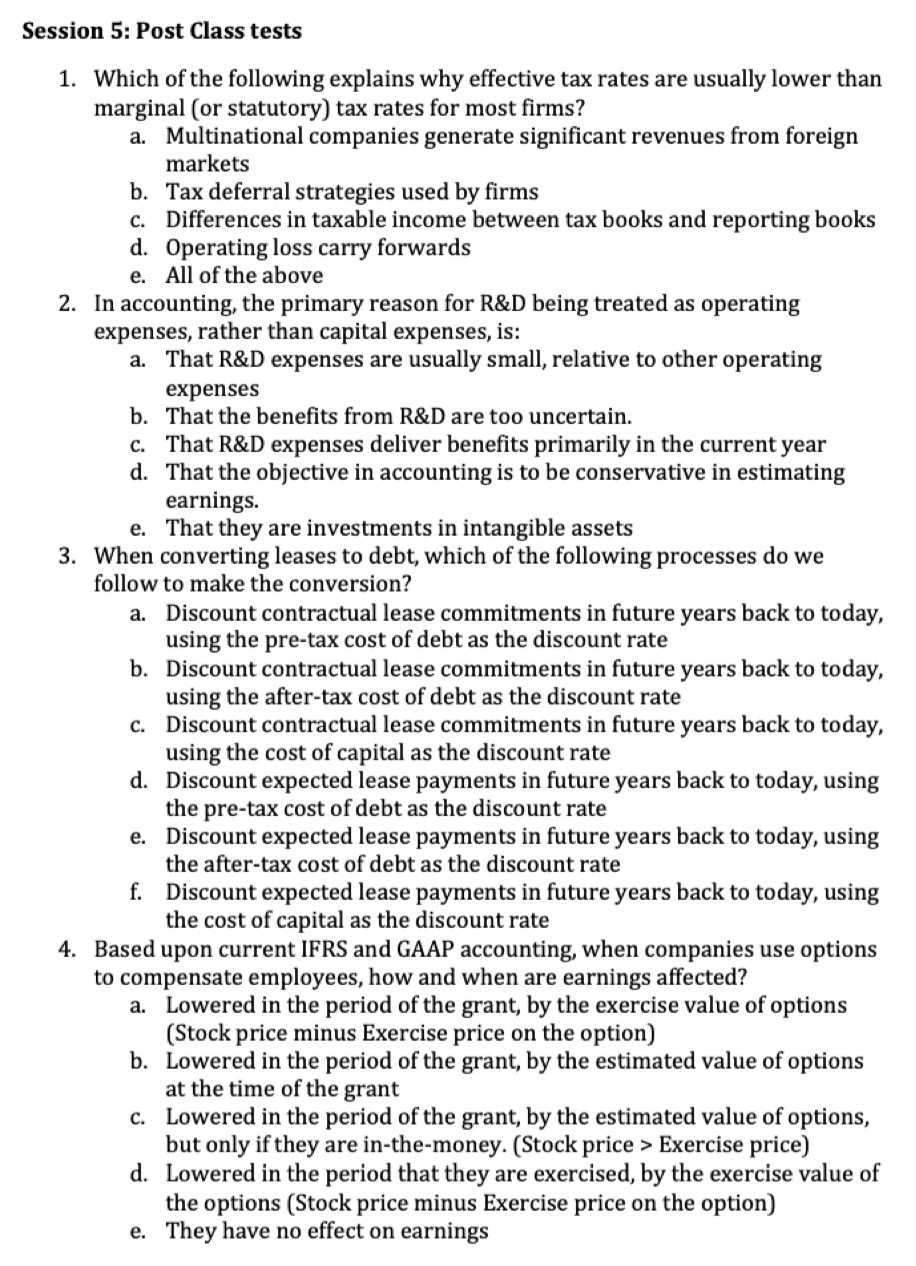 Session 5: Post Class tests
1. Which of the following explains why effective tax rates are usually lower than
marginal (or statutory) tax rates for most firms?
a. Multinational companies generate significant revenues from foreign
markets
b. Tax deferral strategies used by firms
c. Differences in taxable income between tax books and reporting books
d. Operating loss carry forwards
e. All of the above
2. In accounting, the primary reason for R&D being treated as operating
expenses, rather than capital expenses, is:
a. That R&D expenses are usually small, relative to other operating
expenses
b. That the benefits from R&D are too uncertain.
c. That R&D expenses deliver benefits primarily in the current year
d. That the objective in accounting is to be conservative in estimating
earnings.
e. That they are investments in intangible assets
3. When converting leases to debt, which of the following processes do we
follow to make the conversion?
a. Discount contractual lease commitments in future years back to today,
using the pre-tax cost of debt as the discount rate
b. Discount contractual lease commitments in future years back to today,
using the after-tax cost of debt as the discount rate
c. Discount contractual lease commitments in future years back to today,
using the cost of capital as the discount rate
d. Discount expected lease payments in future years back to today, using
the pre-tax cost of debt as the discount rate
e. Discount expected lease payments in future years back to today, using
the after-tax cost of debt as the discount rate
f. Discount expected lease payments in future years back to today, using
the cost of capital as the discount rate
4. Based upon current IFRS and GAAP accounting, when companies use options
to compensate employees, how and when are earnings affected?
a. Lowered in the period of the grant, by the exercise value of options
(Stock price minus Exercise price on the option)
b. Lowered in the period of the grant, by the estimated value of options
at the time of the grant
c. Lowered in the period of the grant, by the estimated value of options,
but only if they are in-the-money. (Stock price > Exercise price)
d. Lowered in the period that they are exercised, by the exercise value of
the options (Stock price minus Exercise price on the option)
e. They have no effect on earnings